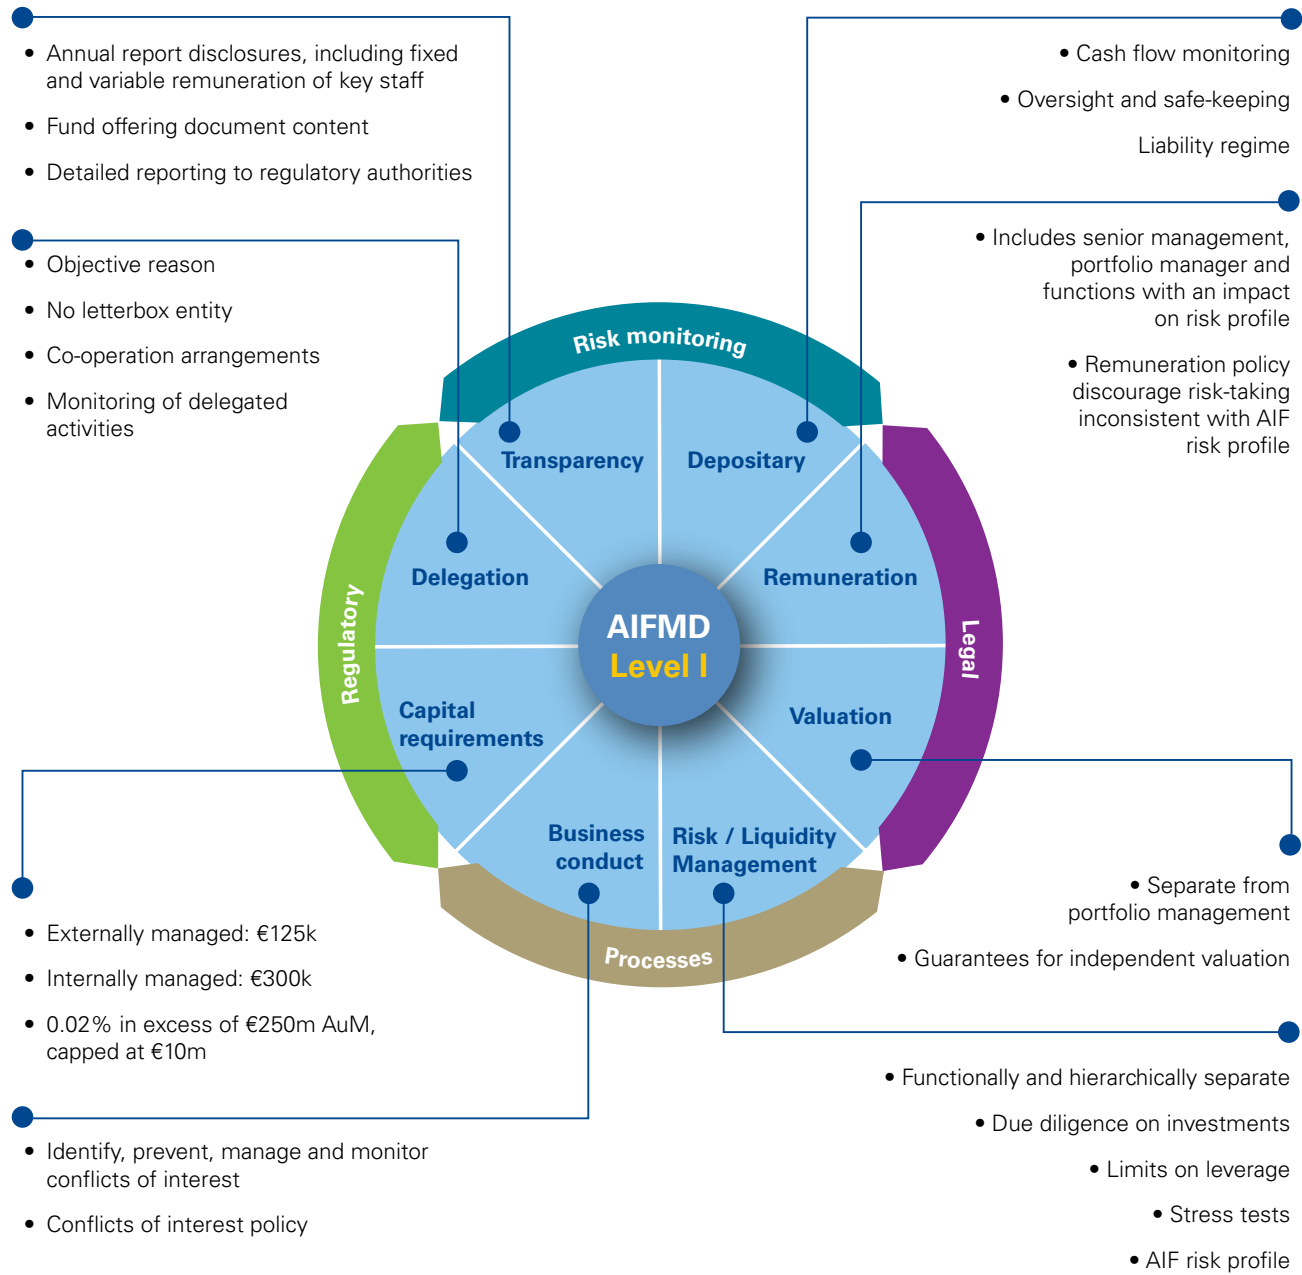 • Annual report disclosures, including fixed
and variable remuneration of key staff
• Fund offering document content
• Detailed reporting to regulatory authorities
• Cash flow monitoring
• Oversight and safe-keeping
Liability regime
• Objective reason
• No letterbox entity
• Co-operation arrangements
• Monitoring of delegated
activities
• Includes senior management,
portfolio manager and
functions with an impact
on risk profile
• Remuneration policy
discourage risk-taking
inconsistent with AIF
risk profile
Risk monitoring
Regulatory
Legal
Processes
Transparency
Depositary
Delegation
Remuneration
AIFMD
Level I
Capital
requirements
Valuation
Business
conduct
Risk / Liquidity
Management
• Externally managed: €125k
• Internally managed: €300k
• 0.02% in excess of €250m AuM,
capped at €10m
• Separate from
portfolio management
• Guarantees for independent valuation
• Identify, prevent, manage and monitor
conflicts of interest
• Conflicts of interest policy
• Functionally and hierarchically separate
• Due diligence on investments
• Limits on leverage
• Stress tests
• AIF risk profile